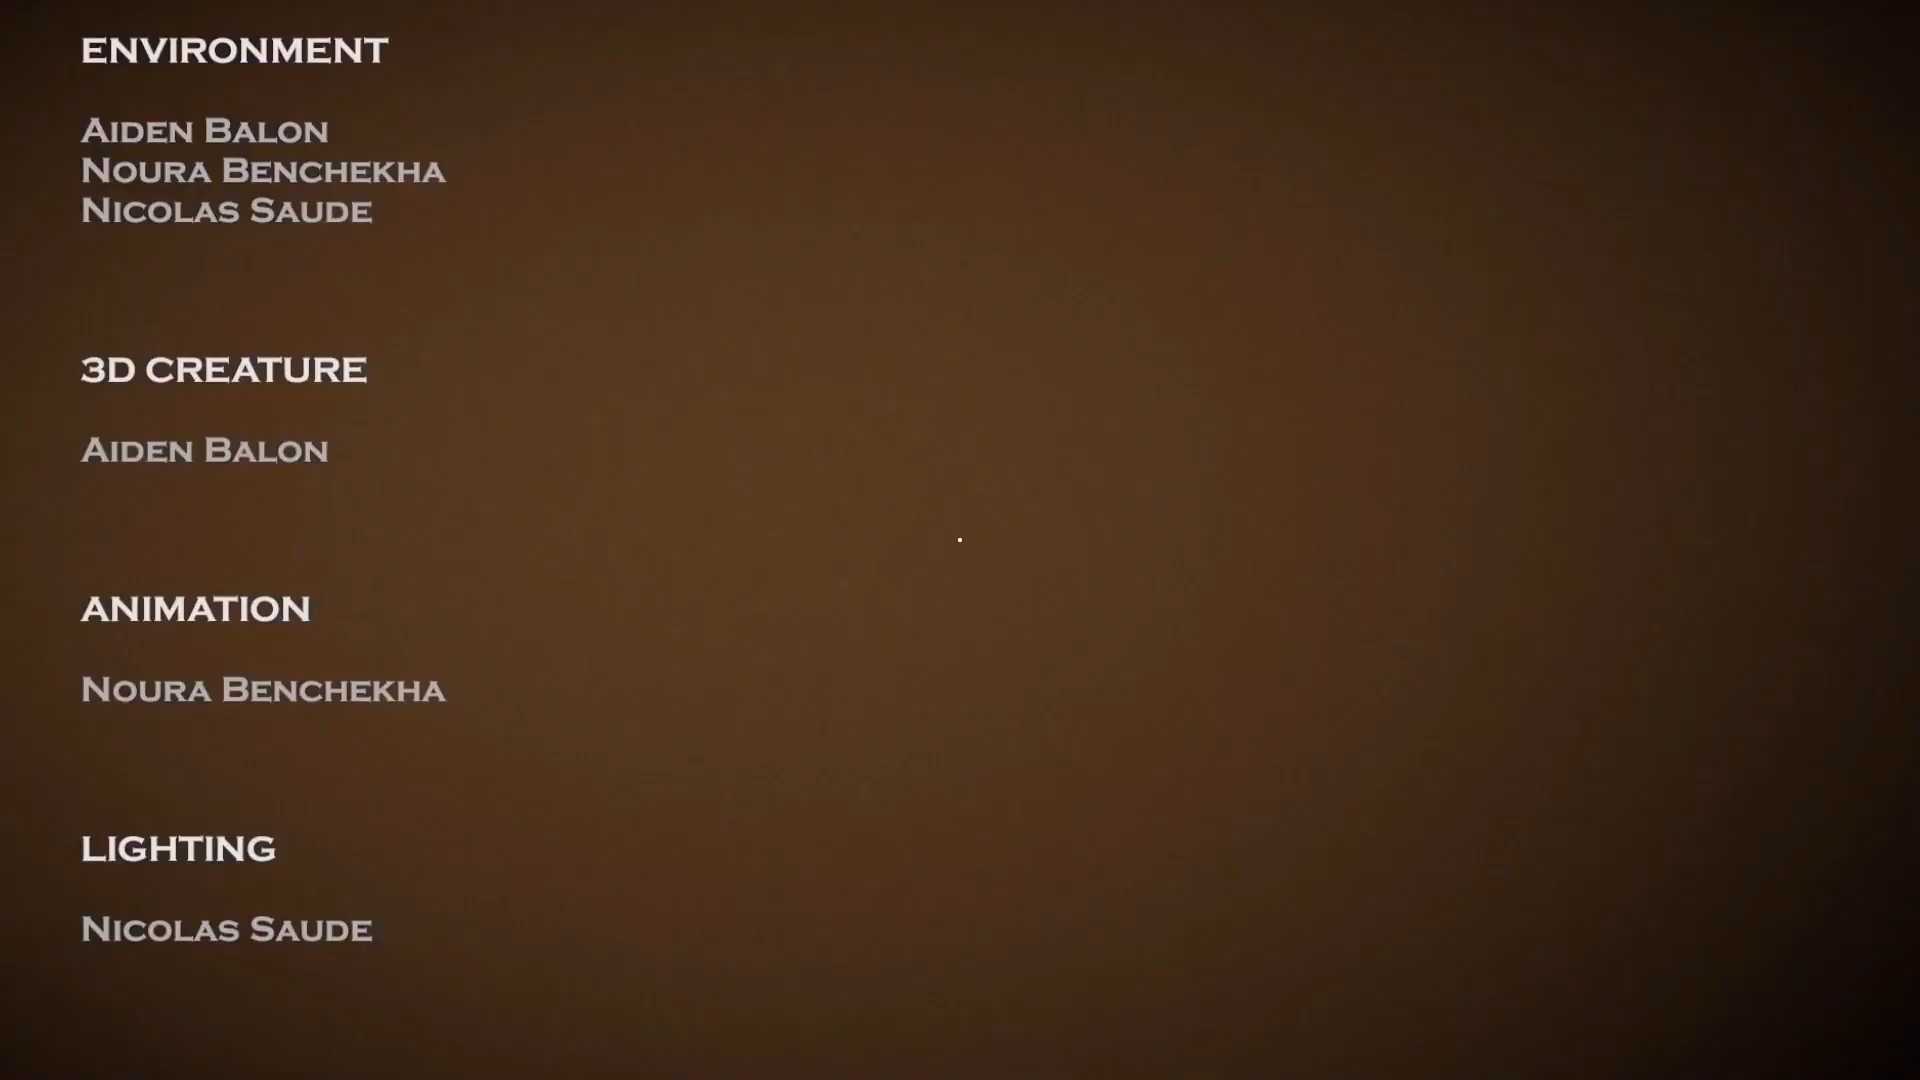 ENVIRONMENT
Aiden Balon
Noura Benchekha
Nicolas Saude
3D CREATURE
Aiden Balon
ANIMATION
Noura Benchekha
LIGHTING
Nicolas Saude